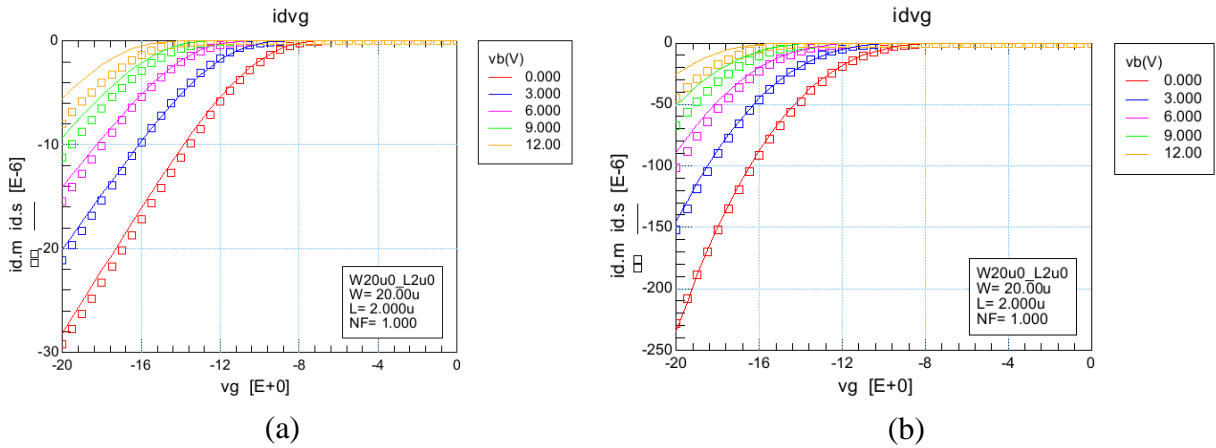 idvg
0
-10
-20
-30
id.m id.s [E-6]
-20 -16 -12 -8 -4 0
vg [E+0]
vb(V)
0.000
3.000
6.000
9.000
12.00
W20u0_L2u0
W= 20.00u
L= 2.000u
NF= 1.000
(a)
idvg
0
-50
-100
-150
-200
-250
id.m id.s [E-6]
-20 -16 -12 -8 -4 0
vg [E+0]
vb(V)
0.000
3.000
6.000
9.000
12.00
W20u0_L2u0
W= 20.00u
L= 2.000u
NF= 1.000
(b)